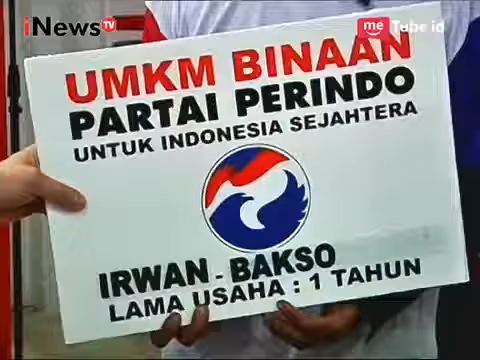 iNews TV
me Tube id
UMKM BINAAN
PARTAI PERINDO
UNTUK INDONESIA SEJAHTERA
IRWAN - BAKSO
LAMA USAHA : 1 TAHUN